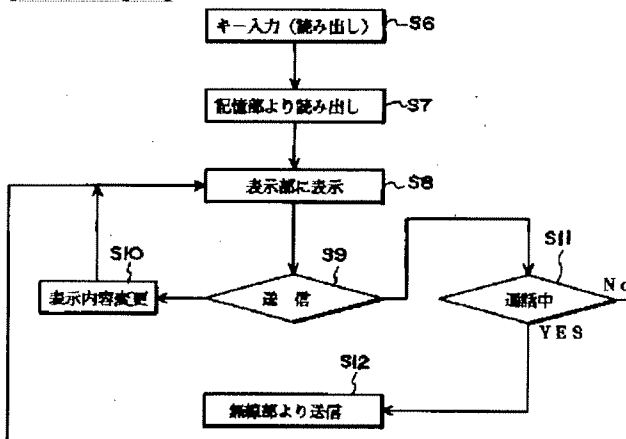 キー入力（読み出し）
S6
記憶部より読み出し
S7
表示部に表示
S8
S10
S9
S11
表示内容変更
送 信
通話中
No
YES
S12
無線部より送信